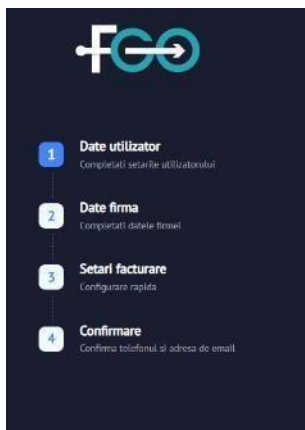 FGO
1
Date utilizator
Completati setarile utilizatorului
2
Date firma
Completati datele firmei
3
Setari facturare
Configurare rapida
4
Confirmare
Confirma telefonul si adresa de email